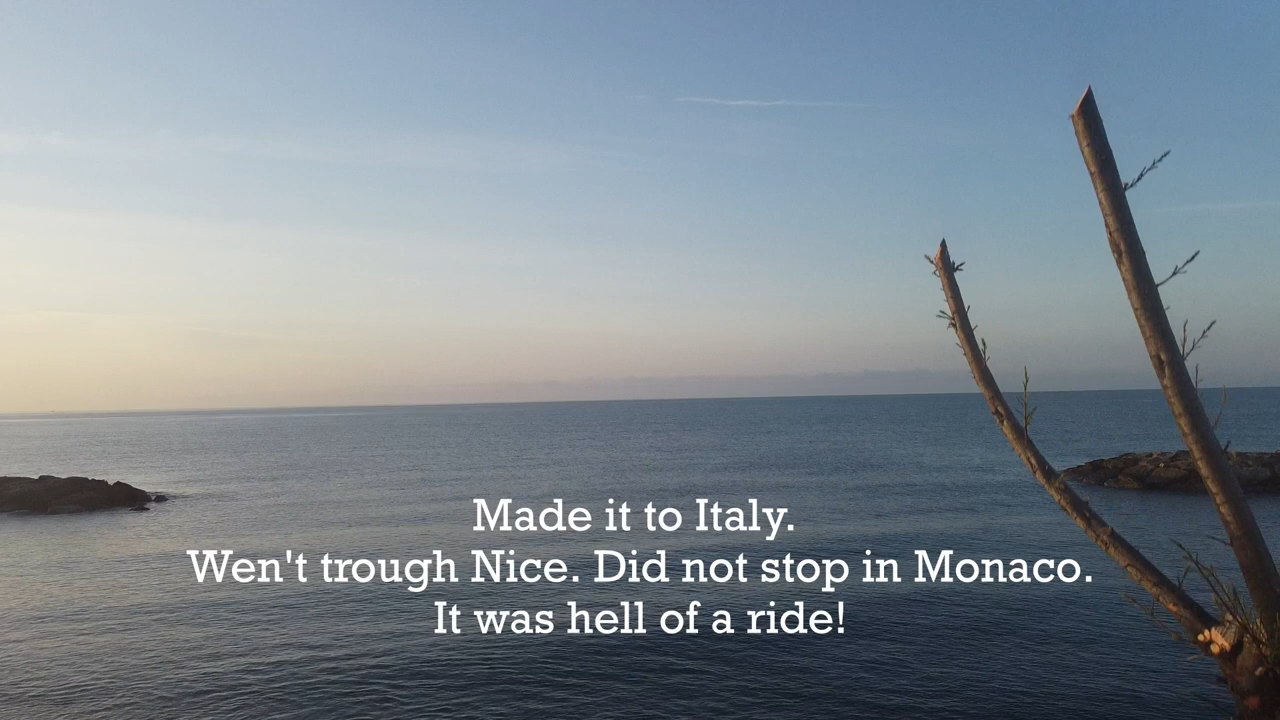 Made it to Italy.
Wen't trough Nice. Did not stop in Monaco.
It was hell of a ride!